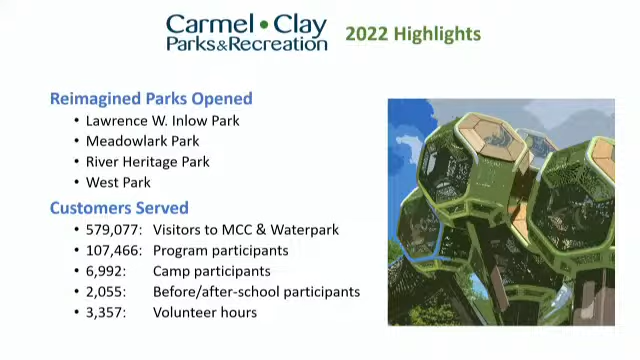 Carmel • Clay
Parks&Recreation
2022 Highlights
Reimagined Parks Opened
• Lawrence W. Inlow Park
• Meadowlark Park
• River Heritage Park
• West Park
Customers Served
• 579,077: Visitors to MCC & Waterpark
• 107,466: Program participants
• 6,992: Camp participants
• 2,055: Before/after-school participants
• 3,357: Volunteer hours